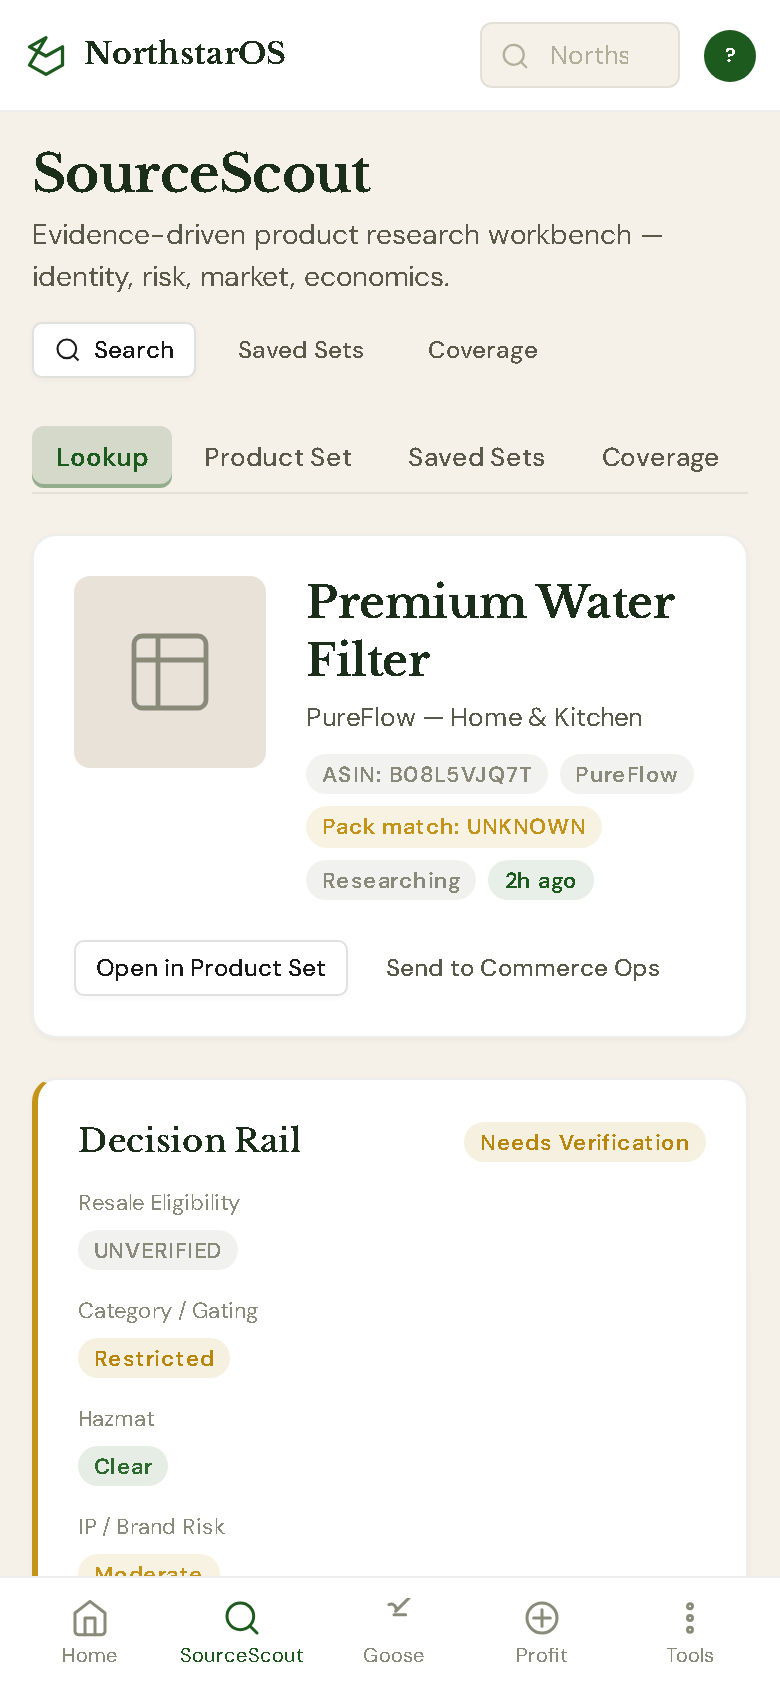 NorthstarOS
Norths
?
SourceScout
Evidence-driven product research workbench —
identity, risk, market, economics.
Search
Saved Sets
Coverage
Lookup
Product Set
Saved Sets
Coverage
Premium Water
Filter
PureFlow — Home & Kitchen
ASIN: B08L5VJQ7T
PureFlow
Pack match: UNKNOWN
Researching
2h ago
Open in Product Set
Send to Commerce Ops
Decision Rail
Needs Verification
Resale Eligibility
UNVERIFIED
Category / Gating
Restricted
Hazmat
Clear
IP / Brand Risk
Moderate
Home
SourceScout
Goose
Profit
Tools